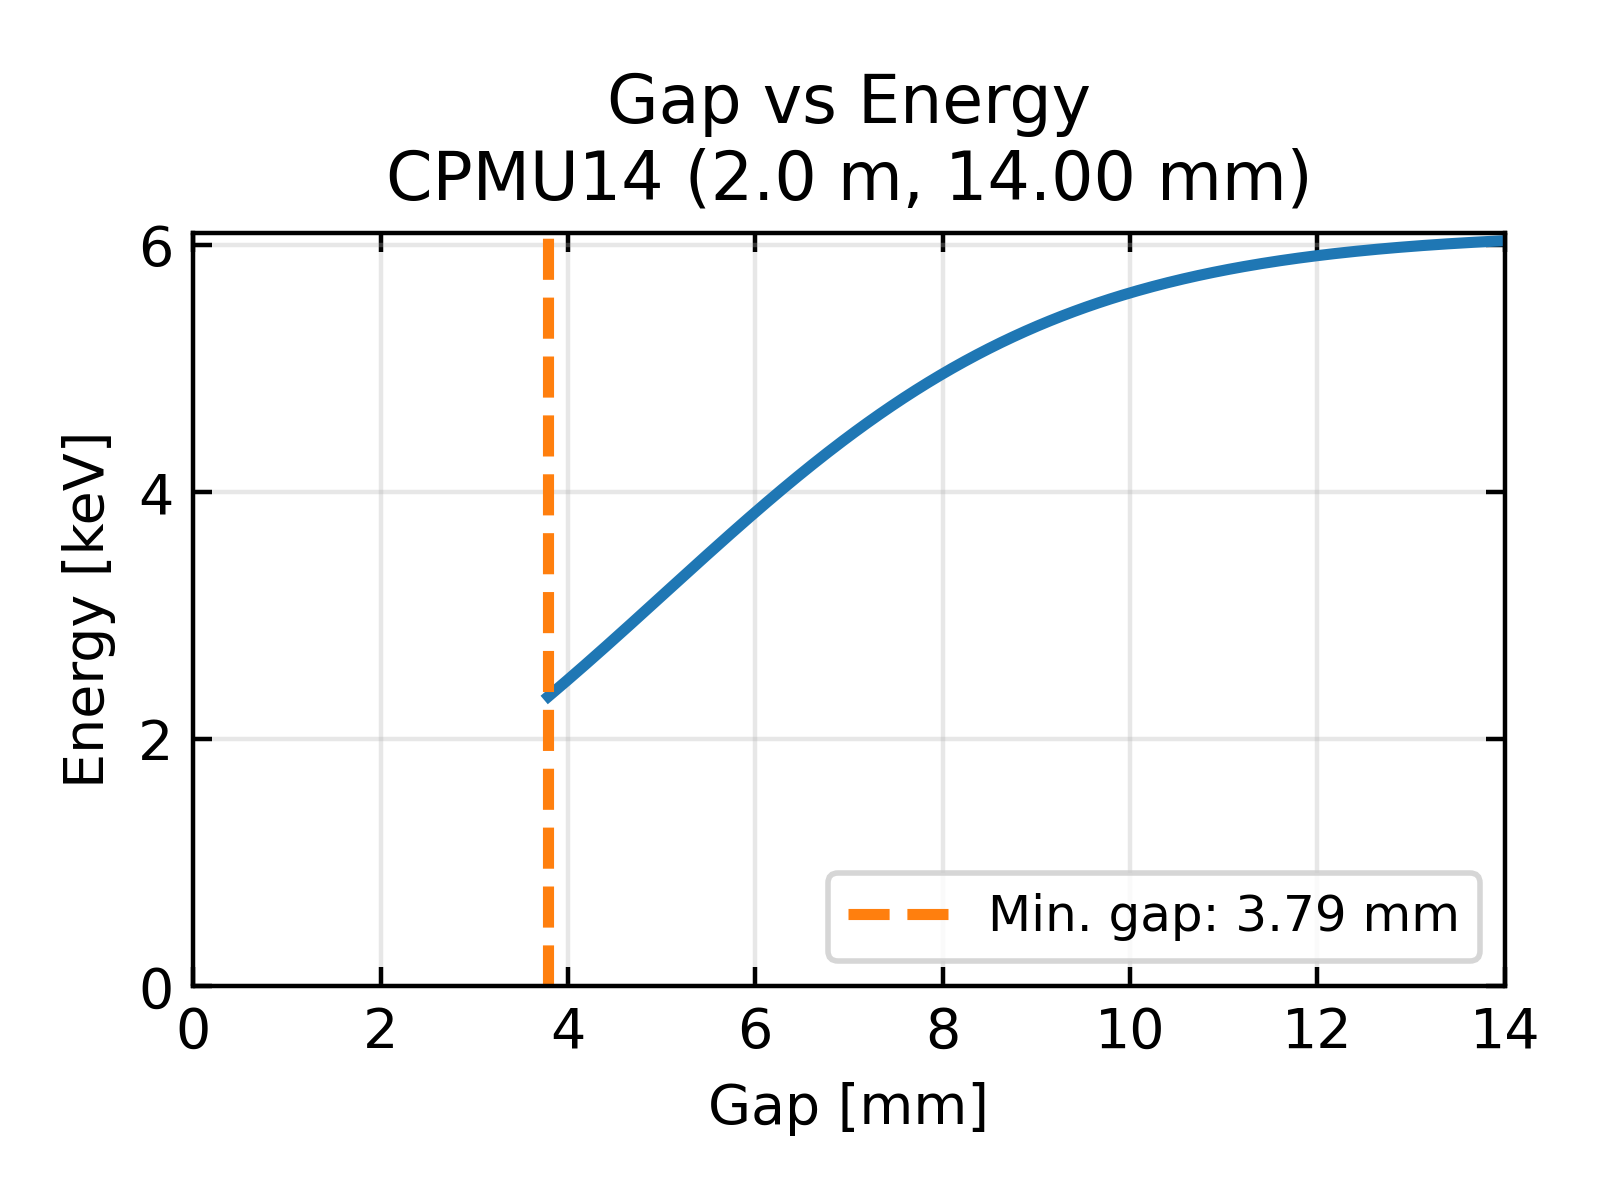 Gap vs Energy
CPMU14 (2.0 m, 14.00 mm)
Energy [keV]
6
4
2
0
Min. gap: 3.79 mm
0 2 4 6 8 10 12 14
Gap [mm]